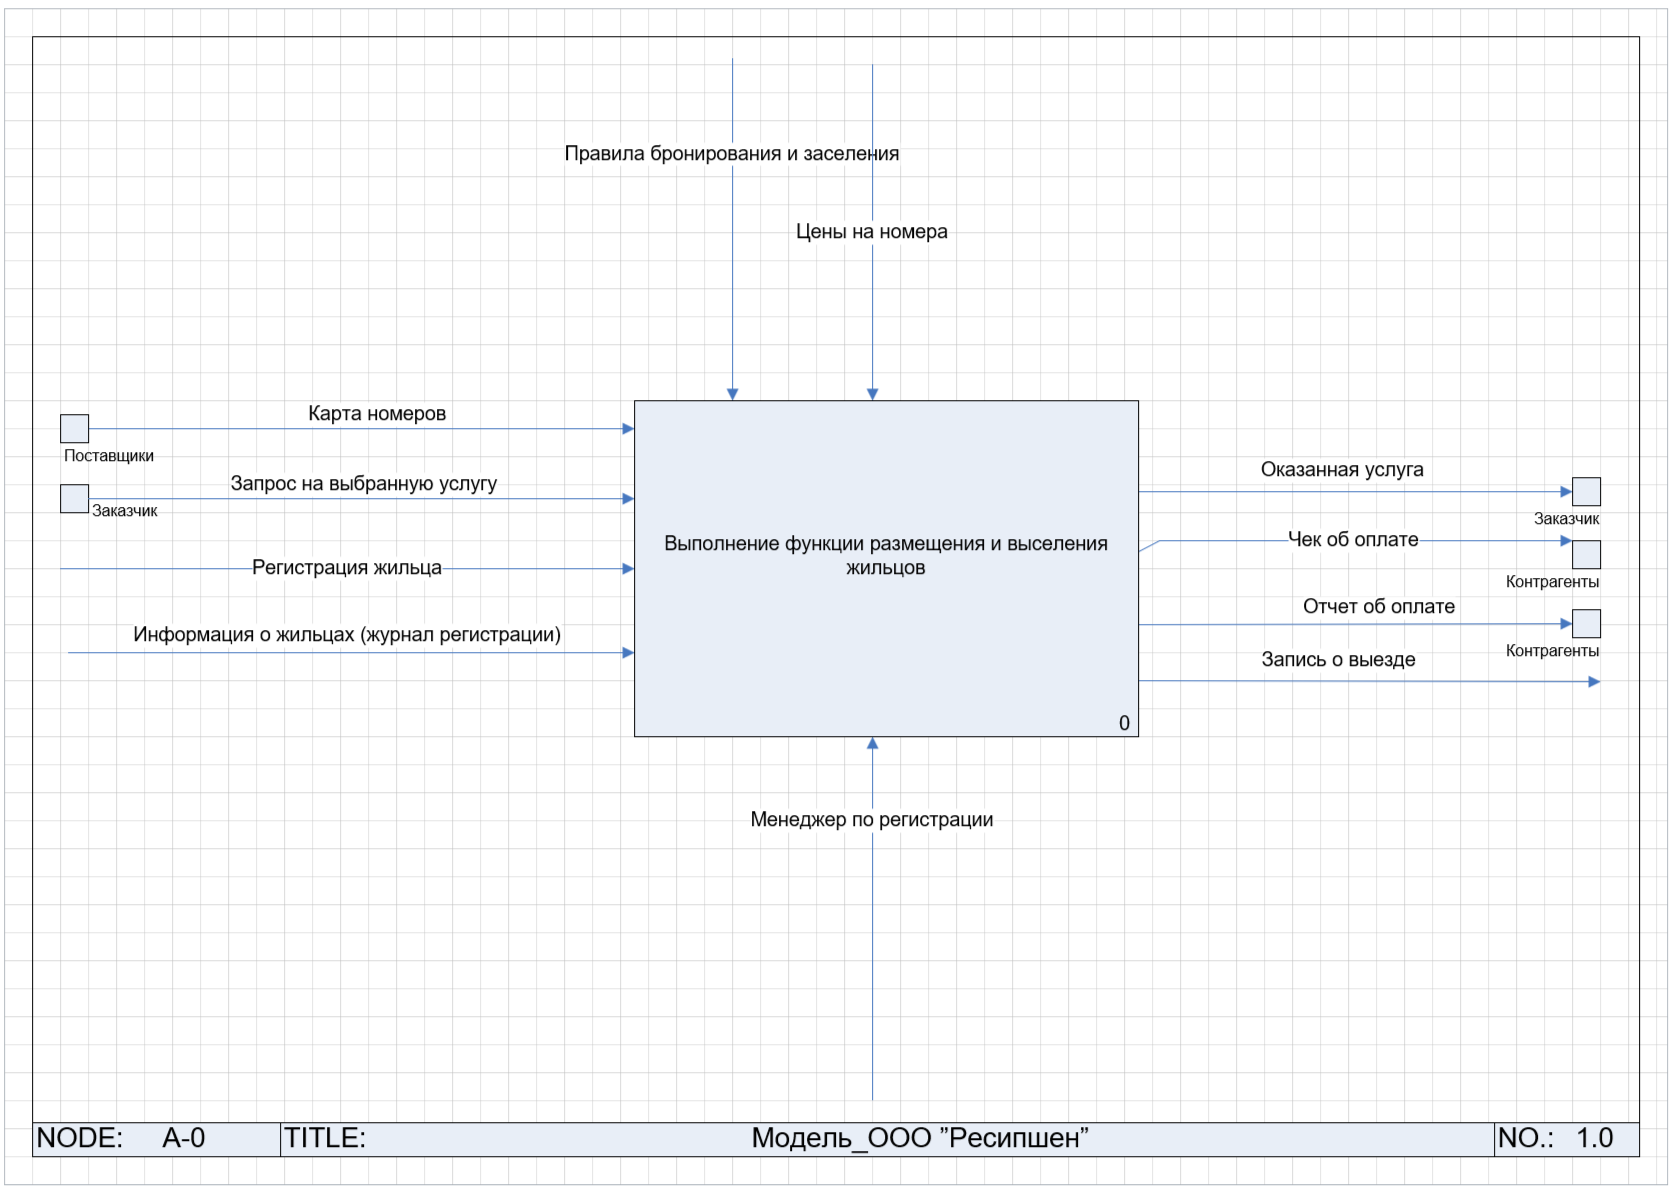 Правила бронирования и заселения
Цены на номера
Карта номеров
Поставщики
Запрос на выбранную услугу
Заказчик
Регистрация жильца
Информация о жильцах (журнал регистрации)
Выполнение функции размещения и выселения
жильцов
0
Оказанная услуга
Заказчик
Чек об оплате
Контрагенты
Отчет об оплате
Контрагенты
Запись о выезде
Менеджер по регистрации
NODE: A-0 TITLE: Модель_ООО ”Ресипшен” NO.: 1.0